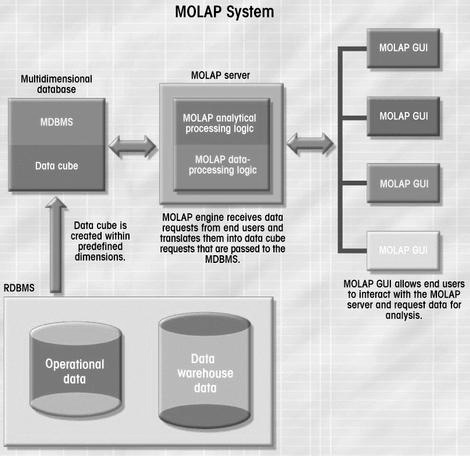 MOLAP System
Multidimensional
database
MDBMS
Data cube
MOLAP server
MOLAP analytical
processing logic
MOLAP data-
processing logic
MOLAP GUI
MOLAP GUI
MOLAP GUI
MOLAP GUI
Data cube is
created within
predefined
dimensions.
MOLAP engine receives data
requests from end users and
translates them into data cube
requests that are passed to the
MDBMS.
MOLAP GUI allows end users
to interact with the MOLAP
server and request data for
analysis.
RDBMS
Operational
data
Data
warehouse
data